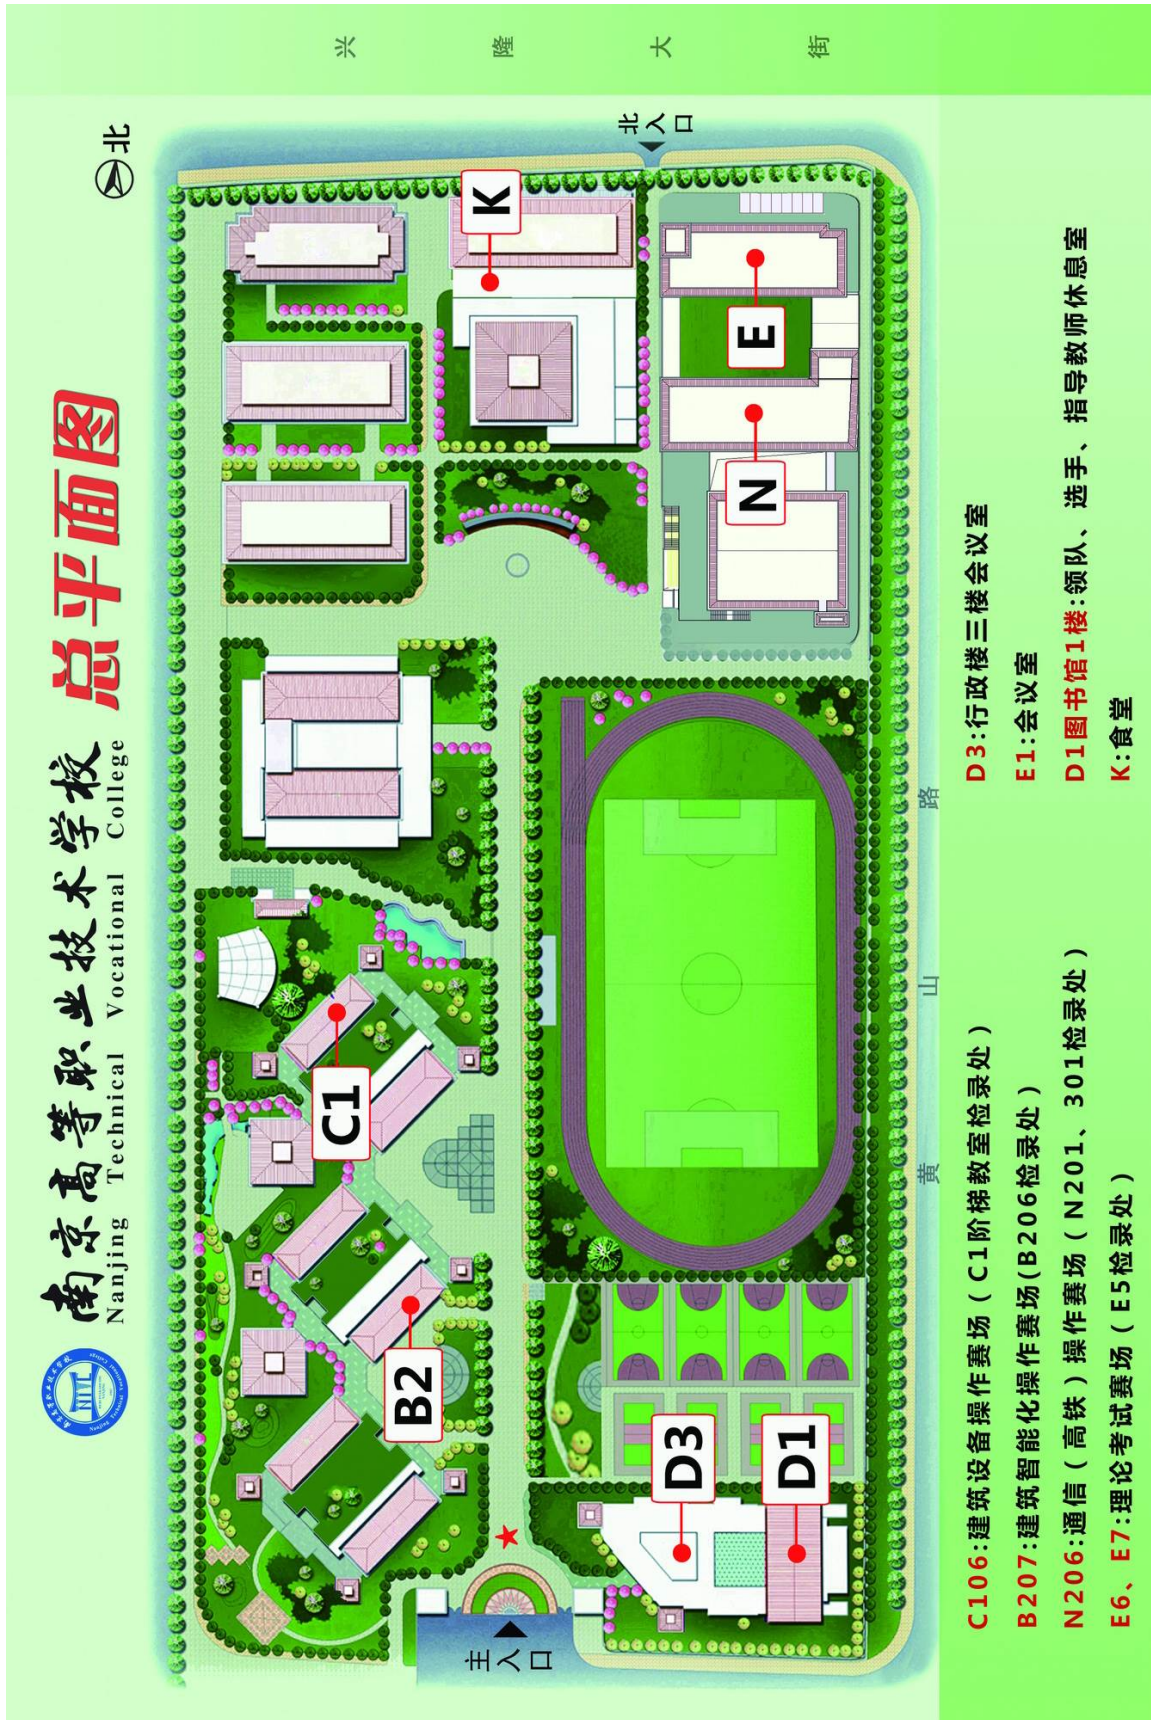 南京高等职业技术学校 总平面图
Nanjing Technical Vocational College
NTVC
北
兴隆大街
北入口
K
E
N
C1
B2
D3
D1
主入口
黄山路
C106:建筑设备操作赛场（C1阶梯教室检录处）
B207:建筑智能化操作赛场(B206检录处)
N206:通信（高铁）操作赛场（N201、301检录处）
E6、E7:理论考试赛场（E5检录处）
D3:行政楼三楼会议室
E1:会议室
D1图书馆1楼:领队、选手、指导教师休息室
K:食堂